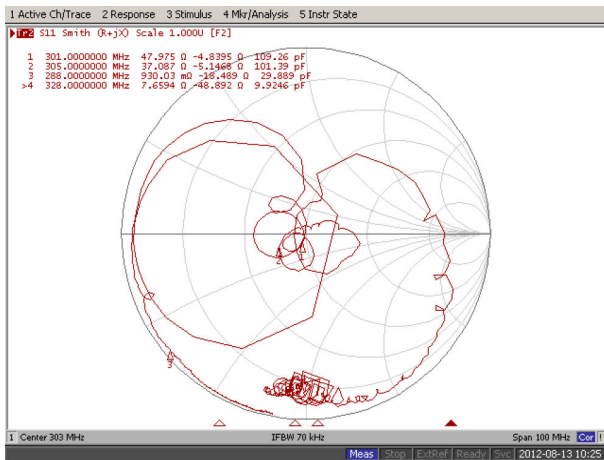 1 Active Ch/Trace 2 Response 3 Stimulus 4 Mkr/Analysis 5 Instr State
Tr2 S11 Smith (R+jX) Scale 1.000U [F2]
1 301.0000000 MHz 47.975 Ω -4.8395 Ω 109.26 pF
2 305.0000000 MHz 37.087 Ω -5.1468 Ω 101.39 pF
3 288.0000000 MHz 930.03 mΩ -18.489 Ω 29.889 pF
>4 328.0000000 MHz 7.6594 Ω -48.892 Ω 9.9246 pF
2
1
3
1 Center 303 MHz IFBW 70 kHz Span 100 MHz Cor !
Meas Stop ExtRef Ready Svc 2012-08-13 10:25